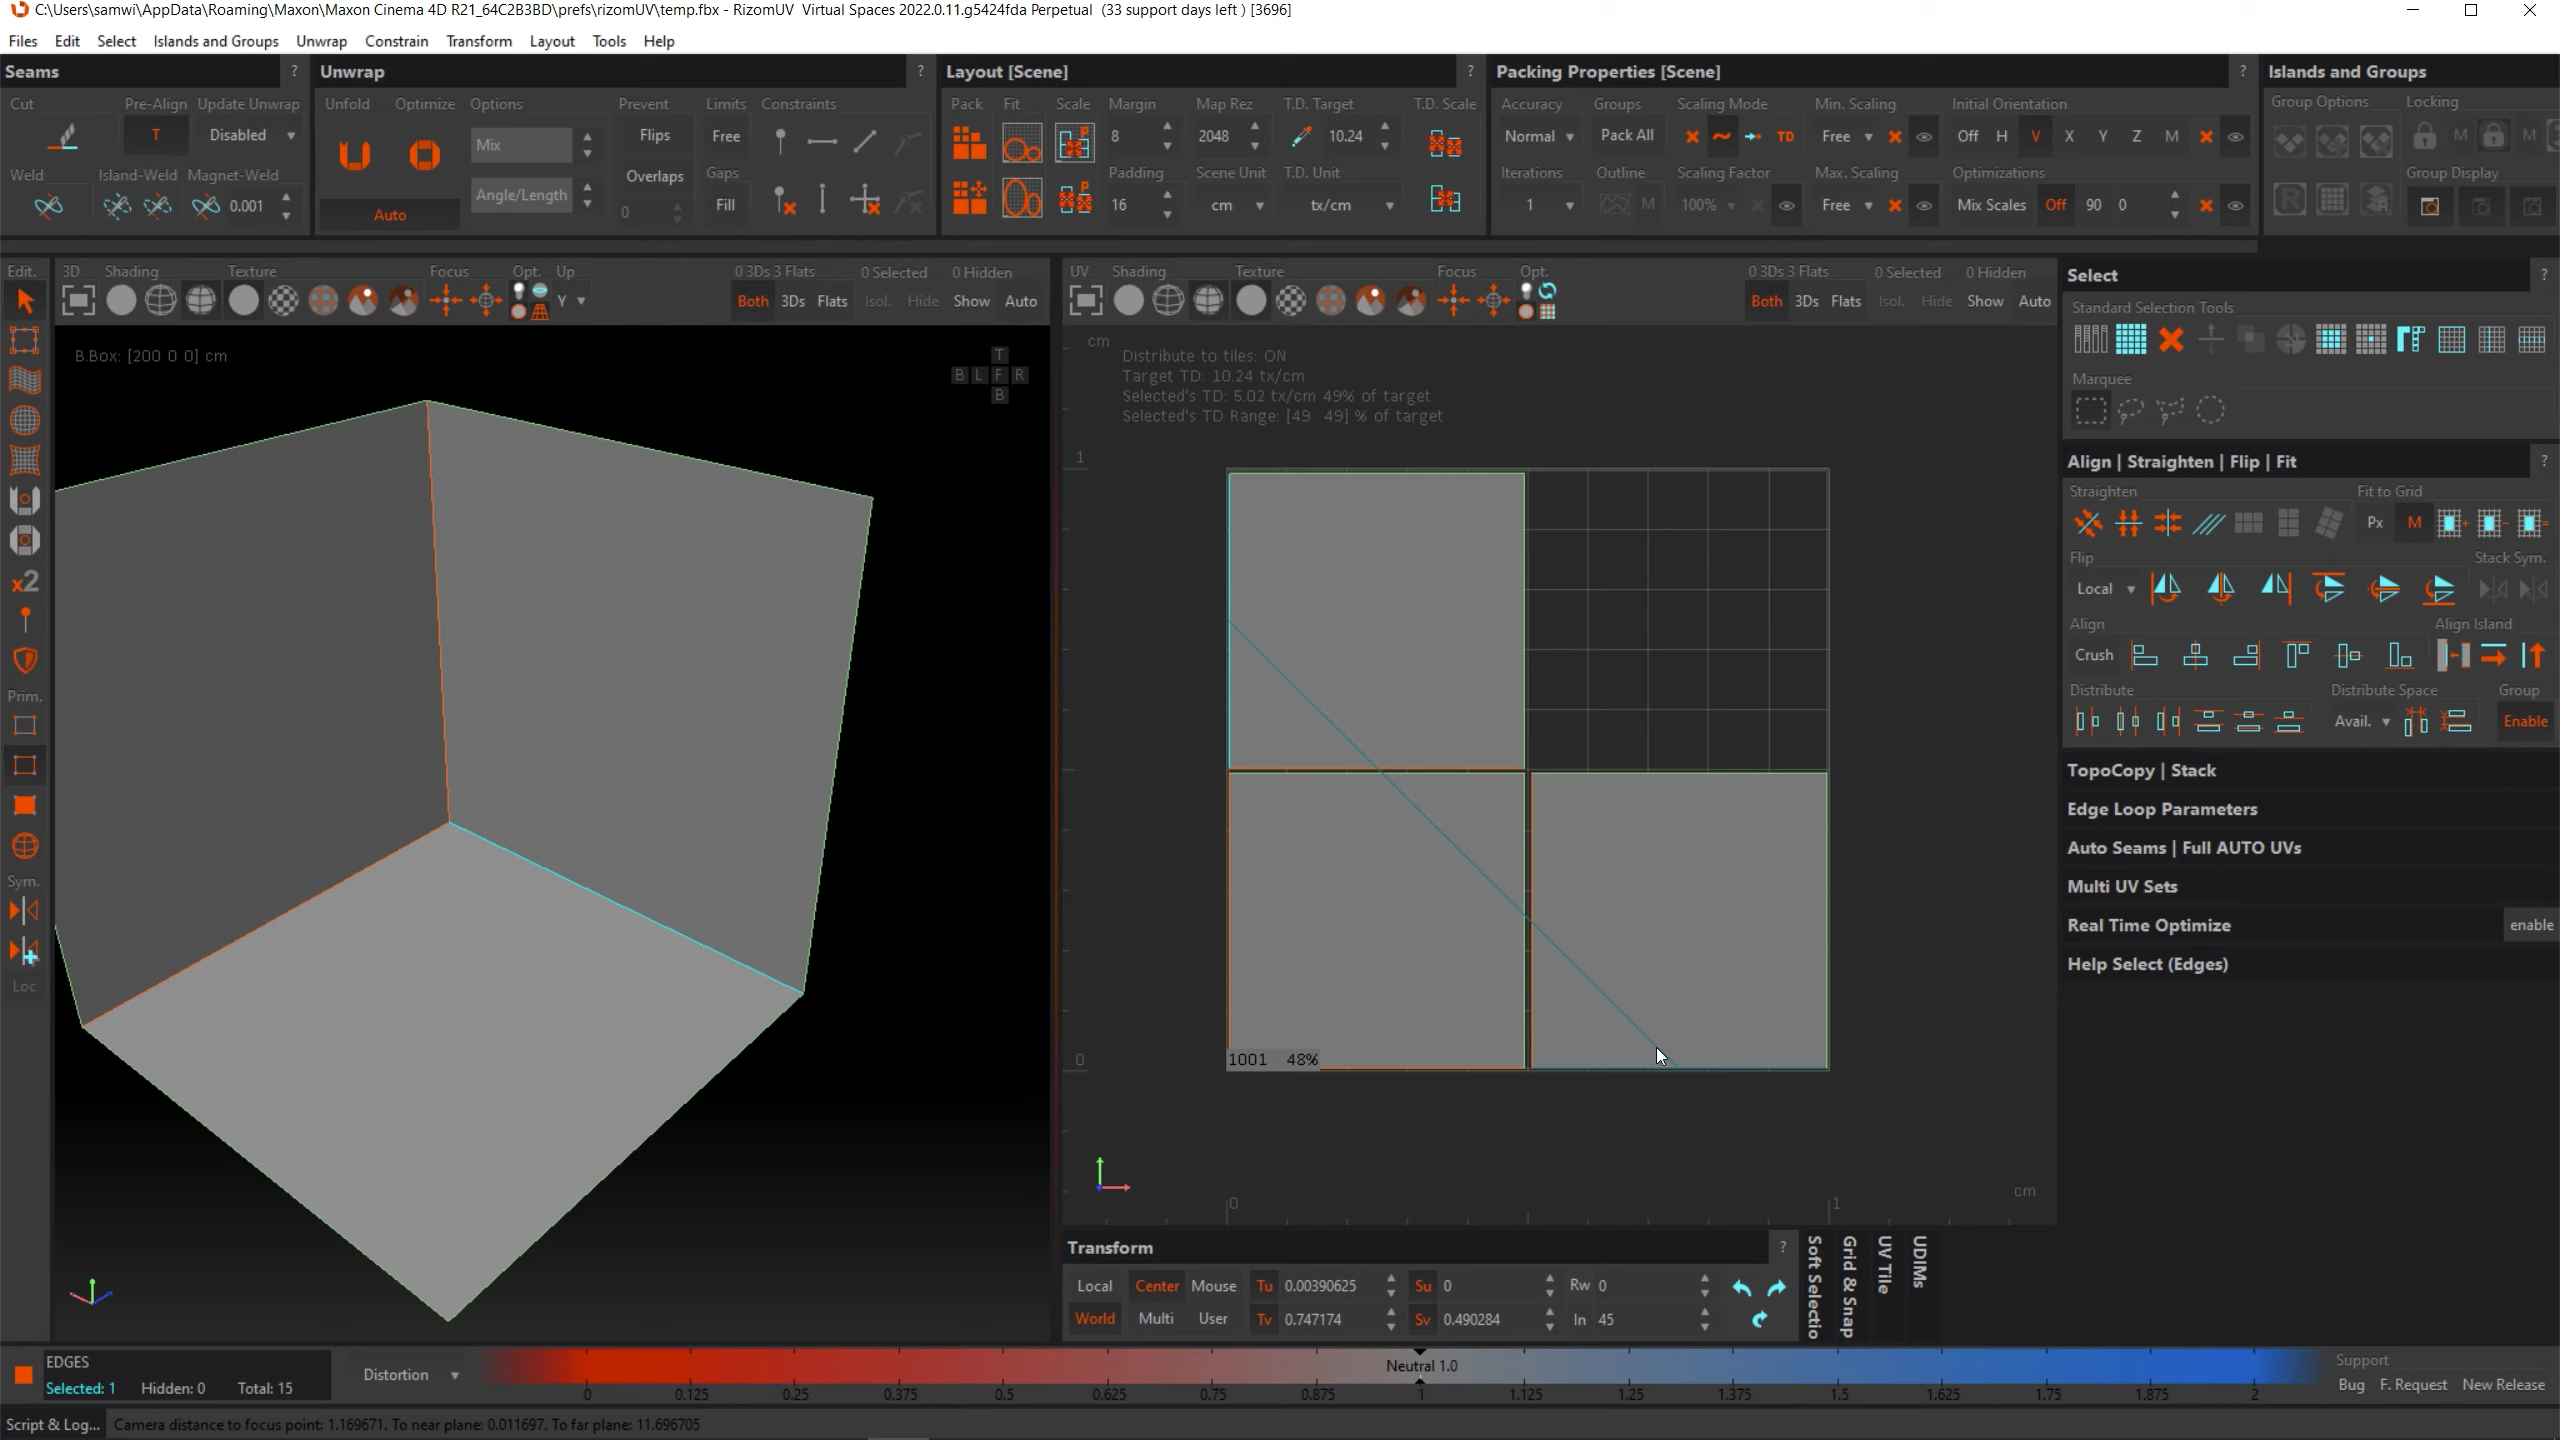 C:\Users\samwi\AppData\Roaming\Maxon\Maxon Cinema 4D R21_64C2B3BD\prefs\rizomUV\temp.fbx - RizomUV  Virtual Spaces 2022.0.11.g5424fda Perpetual  (33 support days left ) [3696]
Files Edit Select Islands and Groups Unwrap Constrain Transform Layout Tools Help
Seams ? Unwrap ? Layout [Scene] ? Packing Properties [Scene] ? Islands and Groups
Cut Pre-Align Update Unwrap Unfold Optimize Options Prevent Limits Constraints Pack Fit Scale Margin Map Rez T.D. Target T.D. Scale Accuracy Groups Scaling Mode Min. Scaling Initial Orientation Group Options Locking
T Disabled Mix Flips Free 8 2048 10.24 Normal Pack All TD Free Off H V X Y Z M M M
Weld Island-Weld Magnet-Weld Overlaps Gaps Padding Scene Unit T.D. Unit Iterations Outline Scaling Factor Max. Scaling Optimizations Group Display
0.001 Auto Angle/Length 0 Fill 16 cm tx/cm 1 M 100% Free Mix Scales Off 90 0
Edit. 3D Shading Texture Focus Opt. Up 0 3Ds 3 Flats 0 Selected 0 Hidden
Y Both 3Ds Flats Isol. Hide Show Auto
UV Shading Texture Focus Opt. 0 3Ds 3 Flats 0 Selected 0 Hidden
Both 3Ds Flats Isol. Hide Show Auto
Select ?
Standard Selection Tools
Marquee
B.Box: [200 0 0] cm
T
B L F R
B
cm
Distribute to tiles: ON
Target TD: 10.24 tx/cm
Selected's TD: 5.02 tx/cm 49% of target
Selected's TD Range: [49  49] % of target
1
1001  48%
0
0
1
cm
x2
Prim.
Sym.
Loc
Align | Straighten | Flip | Fit ?
Straighten Fit to Grid
Px M
Flip Stack Sym.
Local
Align Align Island
Crush
Distribute Distribute Space Group
Avail. Enable
TopoCopy | Stack
Edge Loop Parameters
Auto Seams | Full AUTO UVs
Multi UV Sets
Real Time Optimize enable
Help Select (Edges)
Transform ?
Local Center Mouse Tu 0.00390625 Su 0 Rw 0
World Multi User Tv 0.747174 Sv 0.490284 In 45
Soft Selectio
Grid & Snap
UV Tile
UDIMs
EDGES
Selected: 1 Hidden: 0 Total: 15
Distortion
Neutral 1.0
0 0.125 0.25 0.375 0.5 0.625 0.75 0.875 1 1.125 1.25 1.375 1.5 1.625 1.75 1.875 2
Support
Bug F. Request New Release
Script & Log... Camera distance to focus point: 1.169671. To near plane: 0.011697. To far plane: 11.696705